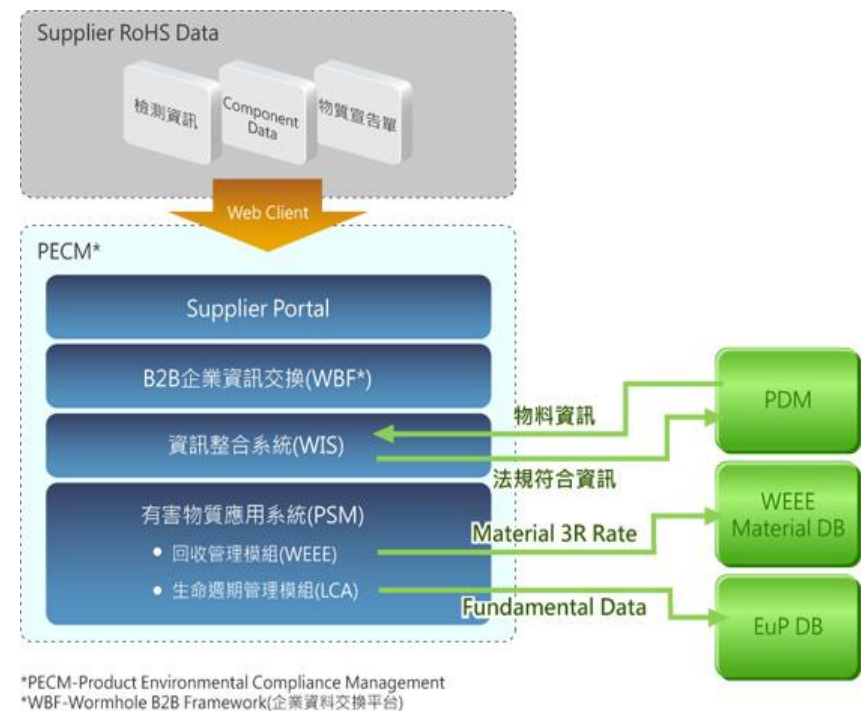 Supplier RoHS Data
檢測資訊
Component
Data
物質宣告單
Web Client
PECM*
Supplier Portal
B2B企業資訊交換(WBF*)
資訊整合系統(WIS)
有害物質應用系統(PSM)
• 回收管理模組(WEEE)
• 生命週期管理模組(LCA)
物料資訊
法規符合資訊
Material 3R Rate
Fundamental Data
PDM
WEEE
Material DB
EuP DB
*PECM-Product Environmental Compliance Management
*WBF-Wormhole B2B Framework(企業資料交換平台)